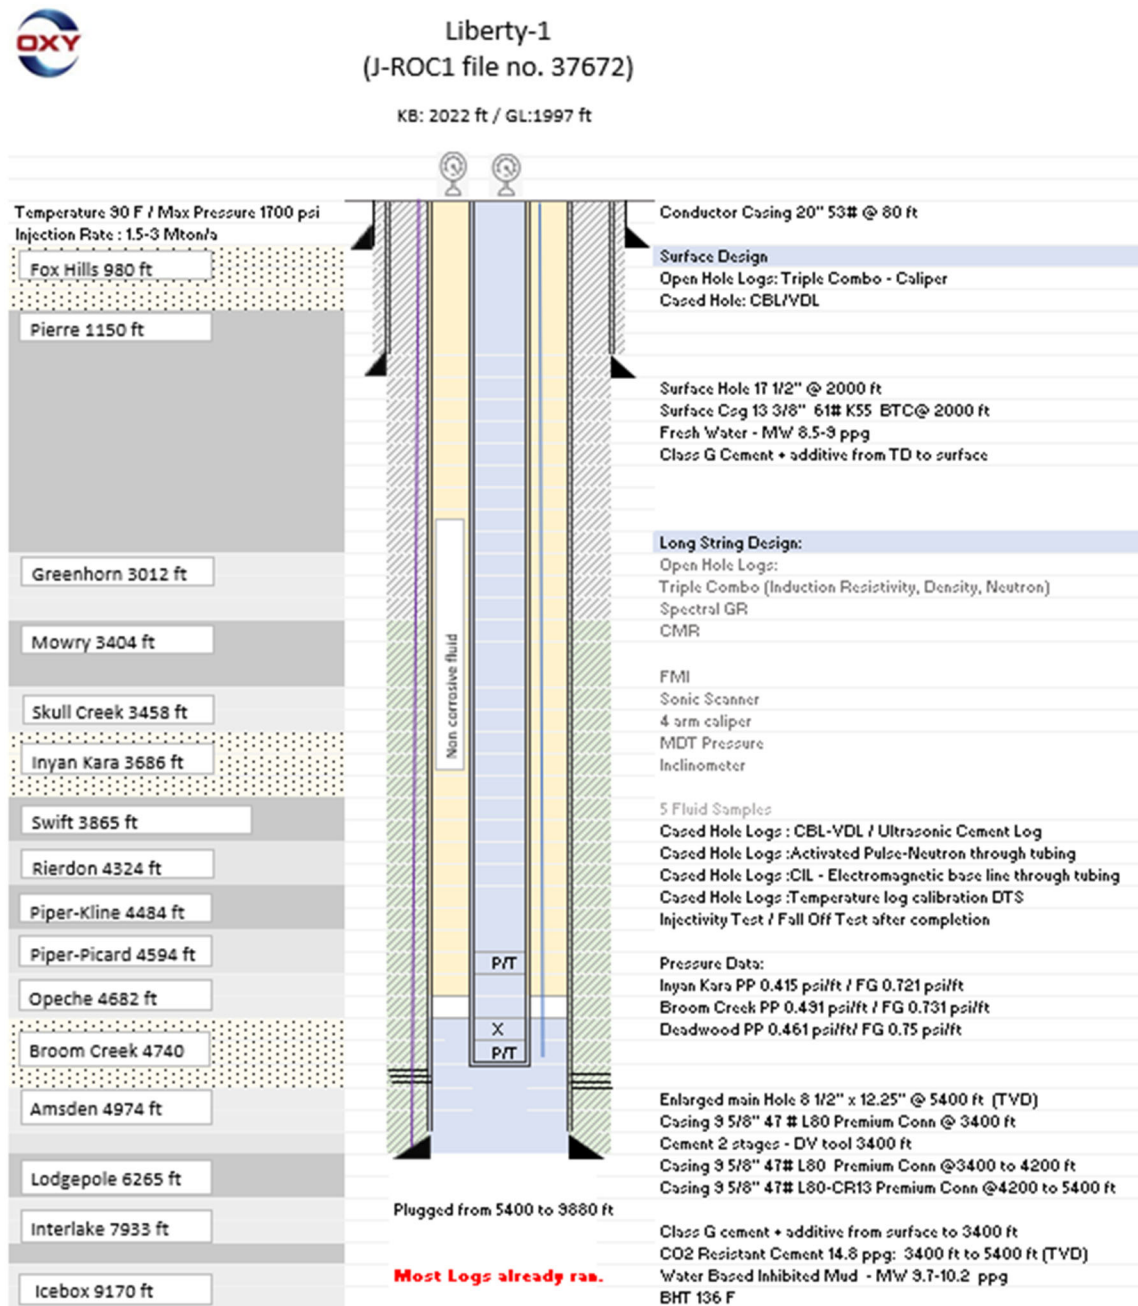 OXY
Liberty-1
(J-ROC1 file no. 37672)
KB: 2022 ft / GL:1997 ft
Temperature 90 F / Max Pressure 1700 psi
Injection Rate : 1.5-3 Mton/a
Fox Hills 980 ft
Pierre 1150 ft
Greenhorn 3012 ft
Mowry 3404 ft
Skull Creek 3458 ft
Inyan Kara 3686 ft
Swift 3865 ft
Rierdon 4324 ft
Piper-Kline 4484 ft
Piper-Picard 4594 ft
Opeche 4682 ft
Broom Creek 4740
Amsden 4974 ft
Lodgepole 6265 ft
Interlake 7933 ft
Icebox 9170 ft
Non corrosive fluid
P/T
X
P/T
Plugged from 5400 to 9880 ft
Most Logs already ran.
Conductor Casing 20" 53# @ 80 ft
Surface Design
Open Hole Logs: Triple Combo - Caliper
Cased Hole: CBL/VDL
Surface Hole 17 1/2" @ 2000 ft
Surface Csg 13 3/8" 61# K55 BTC@ 2000 ft
Fresh Water - MW 8.5-9 ppg
Class G Cement + additive from TD to surface
Long String Design:
Open Hole Logs:
Triple Combo (Induction Resistivity, Density, Neutron)
Spectral GR
CMR
FMI
Sonic Scanner
4 arm caliper
MDT Pressure
Inclinometer
5 Fluid Samples
Cased Hole Logs : CBL-VDL / Ultrasonic Cement Log
Cased Hole Logs :Activated Pulse-Neutron through tubing
Cased Hole Logs :CIL - Electromagnetic base line through tubing
Cased Hole Logs :Temperature log calibration DTS
Injectivity Test / Fall Off Test after completion
Pressure Data:
Inyan Kara PP 0.415 psi/ft / FG 0.721 psi/ft
Broom Creek PP 0.491 psi/ft / FG 0.731 psi/ft
Deadwood PP 0.461 psi/ft/ FG 0.75 psi/ft
Enlarged main Hole 8 1/2" x 12.25" @ 5400 ft (TVD)
Casing 9 5/8" 47 # L80 Premium Conn @ 3400 ft
Cement 2 stages - DV tool 3400 ft
Casing 9 5/8" 47# L80 Premium Conn @3400 to 4200 ft
Casing 9 5/8" 47# L80-CR13 Premium Conn @4200 to 5400 ft
Class G cement + additive from surface to 3400 ft
CO2 Resistant Cement 14.8 ppg: 3400 ft to 5400 ft (TVD)
Water Based Inhibited Mud - MW 9.7-10.2 ppg
BHT 136 F